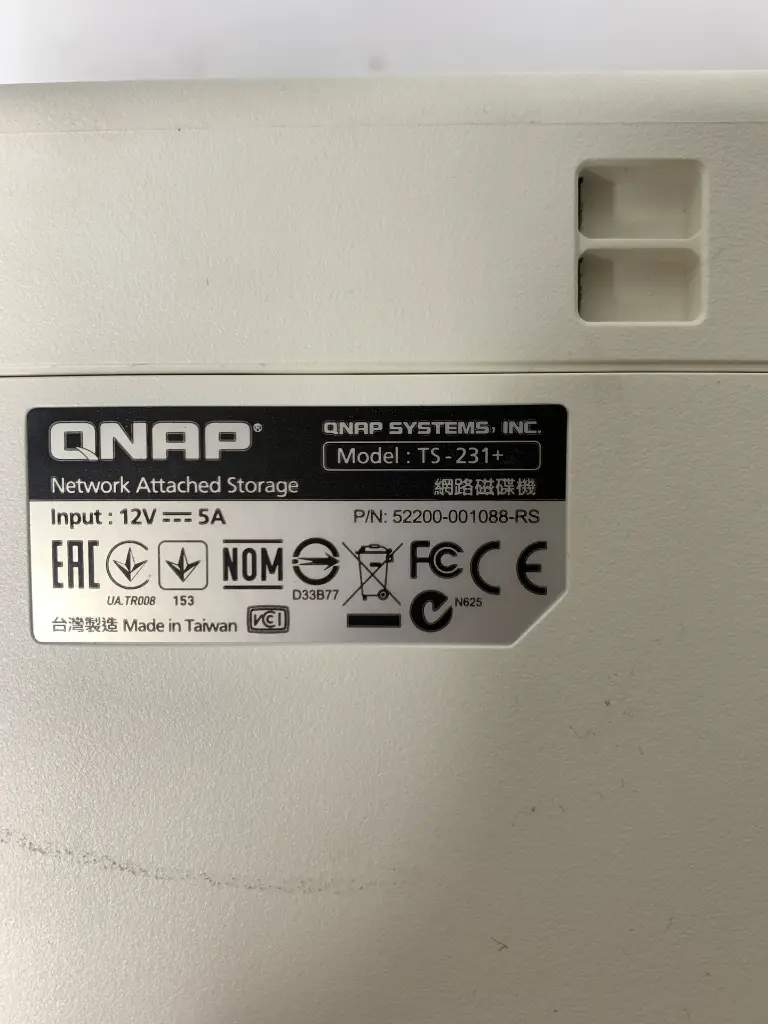 QNAP®
QNAP SYSTEMS, INC.
Model : TS-231+
Network Attached Storage
網路磁碟機
Input : 12V ⎓ 5A
P/N: 52200-001088-RS
EAC
UA.TR008
153
NOM
D33B77
FC CE
N625
台灣製造 Made in Taiwan
VCI